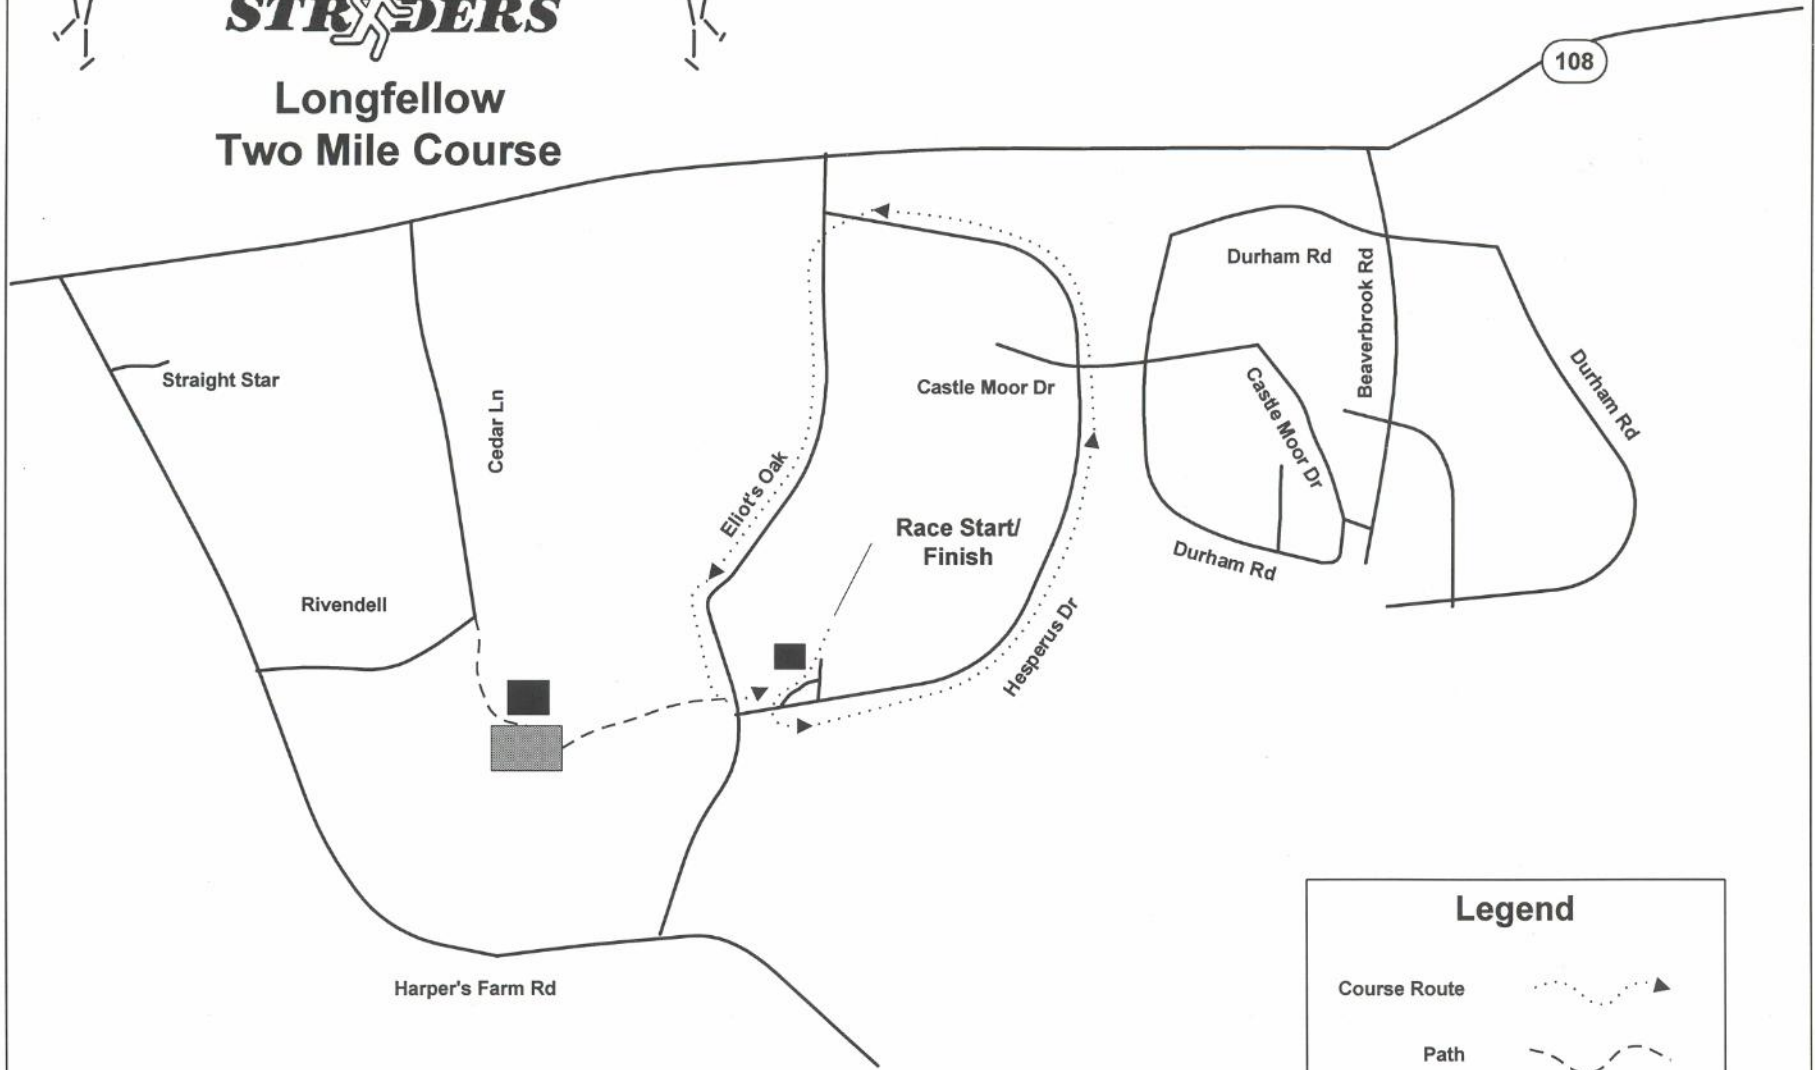 STRIDERS
Longfellow
Two Mile Course
108
Durham Rd
Beaverbrook Rd
Straight Star
Castle Moor Dr
Durham Rd
Cedar Ln
Castle Moor Dr
Eliot's Oak
Race Start/
Finish
Durham Rd
Rivendell
Hesperus Dr
Legend
Harper's Farm Rd
Course Route
Path